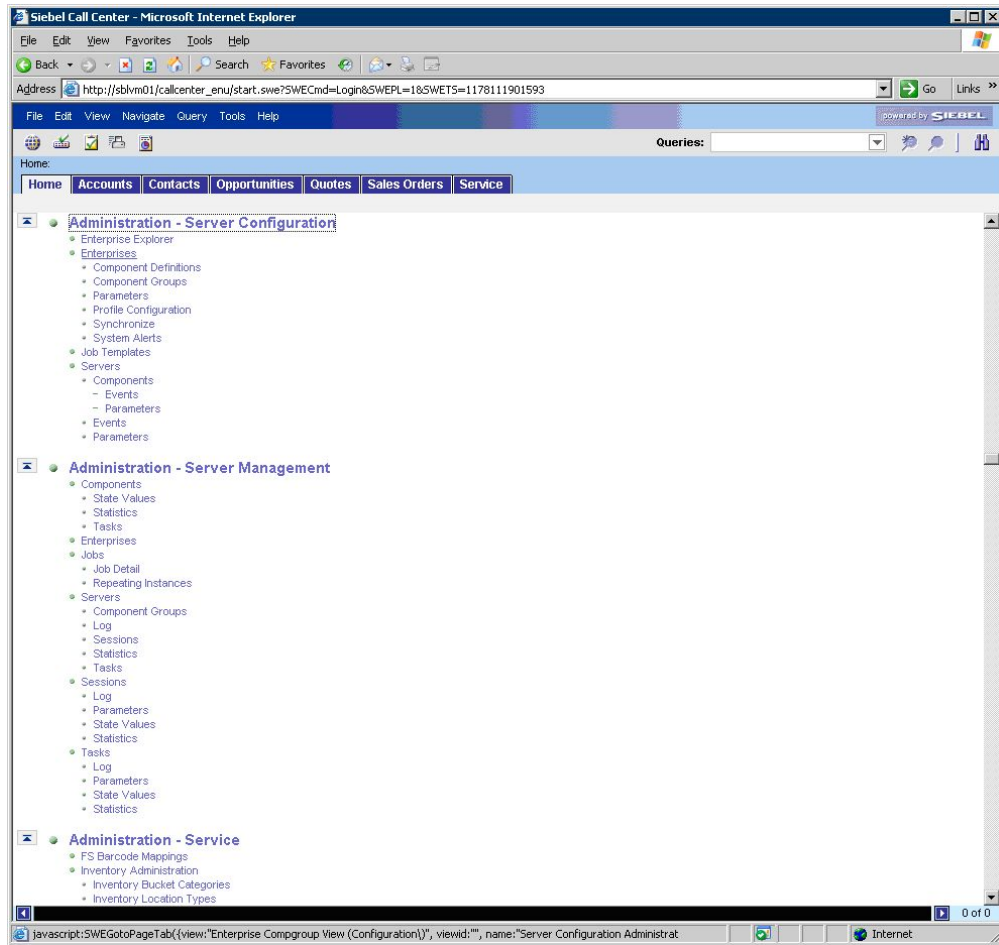 Siebel Call Center - Microsoft Internet Explorer
File Edit View Favorites Tools Help
Back Search Favorites
Address http://sblvm01/callcenter_enu/start.swe?SWECmd=Login&SWEPL=1&SWETS=1178111901593 Go Links »
File Edit View Navigate Query Tools Help powered by SIEBEL
Queries:
Home:
Home Accounts Contacts Opportunities Quotes Sales Orders Service
Administration - Server Configuration
Enterprise Explorer
Enterprises
Component Definitions
Component Groups
Parameters
Profile Configuration
Synchronize
System Alerts
Job Templates
Servers
Components
Events
Parameters
Events
Parameters
Administration - Server Management
Components
State Values
Statistics
Tasks
Enterprises
Jobs
Job Detail
Repeating Instances
Servers
Component Groups
Log
Sessions
Statistics
Tasks
Sessions
Log
Parameters
State Values
Statistics
Tasks
Log
Parameters
State Values
Statistics
Administration - Service
FS Barcode Mappings
Inventory Administration
Inventory Bucket Categories
Inventory Location Types
0 of 0
javascript:SWEGotoPageTab({view:"Enterprise Compgroup View (Configuration\)", viewid:"", name:"Server Configuration Administrat Internet